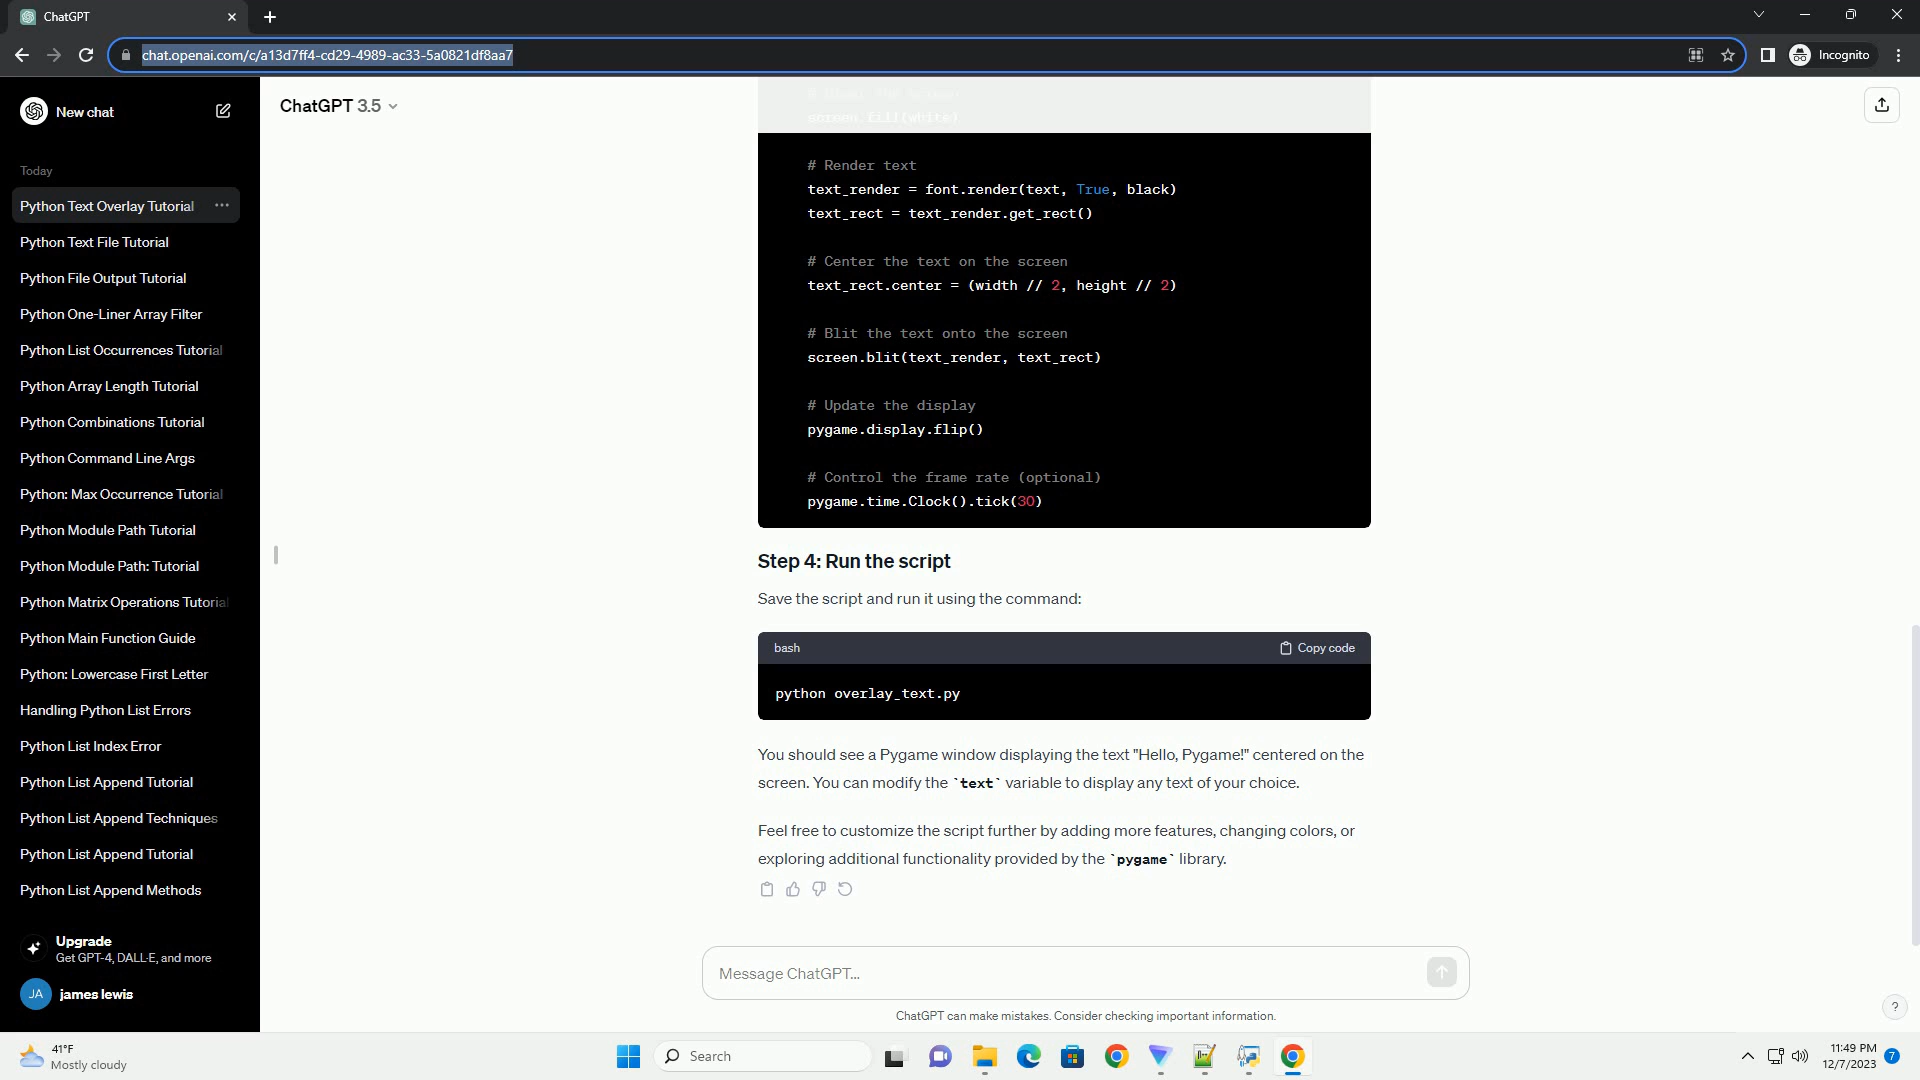 ChatGPT
chat.openai.com/c/a13d7ff4-cd29-4989-ac33-5a0821df8aa7
Incognito
New chat
ChatGPT 3.5
Today
Python Text Overlay Tutorial
Python Text File Tutorial
Python File Output Tutorial
Python One-Liner Array Filter
Python List Occurrences Tutorial
Python Array Length Tutorial
Python Combinations Tutorial
Python Command Line Args
Python: Max Occurrence Tutorial
Python Module Path Tutorial
Python Module Path: Tutorial
Python Matrix Operations Tutorial
Python Main Function Guide
Python: Lowercase First Letter
Handling Python List Errors
Python List Index Error
Python List Append Tutorial
Python List Append Techniques
Python List Append Tutorial
Python List Append Methods
Upgrade
Get GPT-4, DALL·E, and more
JA
james lewis
screen.fill(white)
# Render text
text_render = font.render(text, True, black)
text_rect = text_render.get_rect()
# Center the text on the screen
text_rect.center = (width // 2, height // 2)
# Blit the text onto the screen
screen.blit(text_render, text_rect)
# Update the display
pygame.display.flip()
# Control the frame rate (optional)
pygame.time.Clock().tick(30)
Step 4: Run the script
Save the script and run it using the command:
bash
Copy code
python overlay_text.py
You should see a Pygame window displaying the text "Hello, Pygame!" centered on the
screen. You can modify the `text` variable to display any text of your choice.
Feel free to customize the script further by adding more features, changing colors, or
exploring additional functionality provided by the `pygame` library.
Message ChatGPT...
ChatGPT can make mistakes. Consider checking important information.
?
41°F
Mostly cloudy
Search
11:49 PM
12/7/2023
7